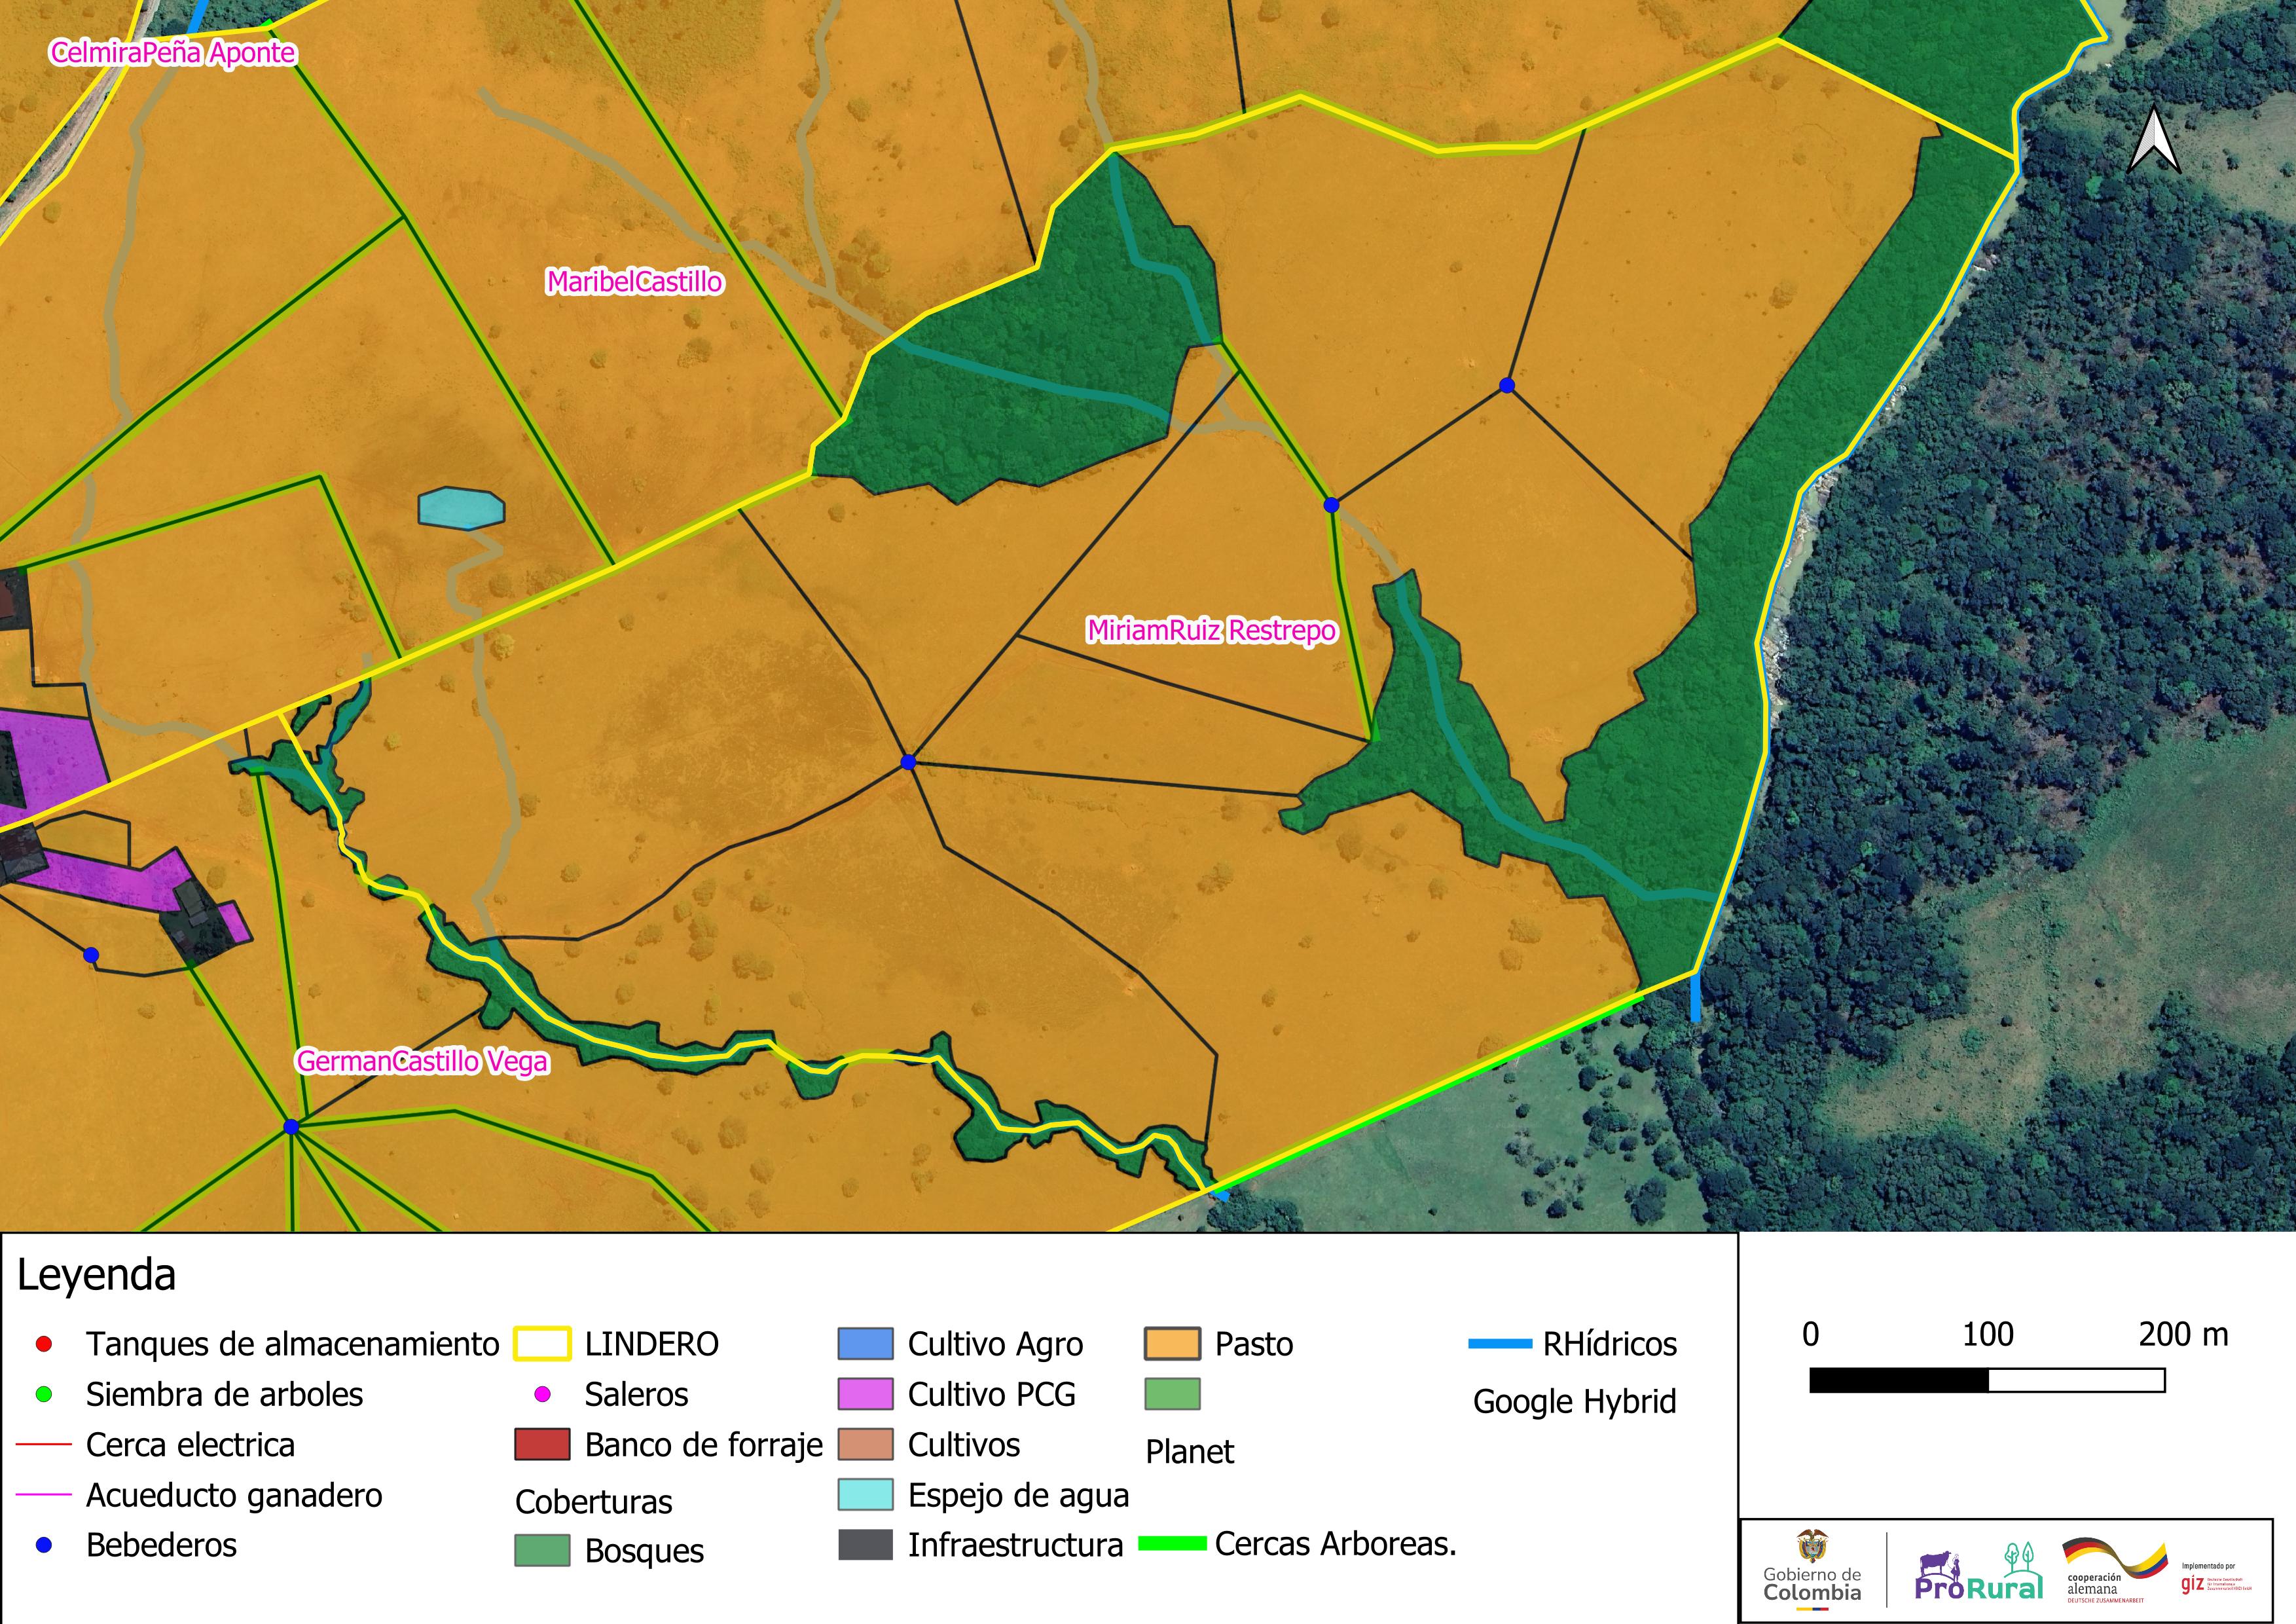 CelmiraPeña Aponte
MaribelCastillo
MiriamRuiz Restrepo
GermanCastillo Vega
Leyenda
Tanques de almacenamiento
Siembra de arboles
Cerca electrica
Acueducto ganadero
Bebederos
LINDERO
Saleros
Banco de forraje
Coberturas
Bosques
Cultivo Agro
Cultivo PCG
Cultivos
Espejo de agua
Infraestructura
Pasto
Planet
Cercas Arboreas.
RHídricos
Google Hybrid
0 100 200 m
Gobierno de
Colombia
ProRural
cooperación
alemana
DEUTSCHE ZUSAMMENARBEIT
Implementado por
giz